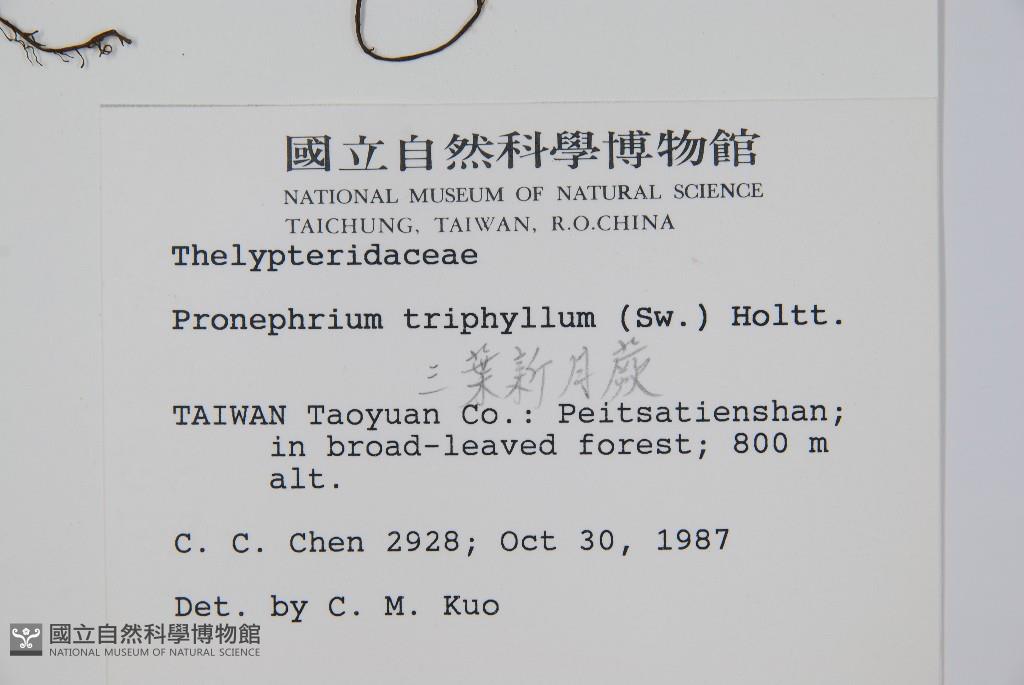 國立自然科學博物館
NATIONAL MUSEUM OF NATURAL SCIENCE
TAICHUNG, TAIWAN, R.O.CHINA
Thelypteridaceae
Pronephrium triphyllum (Sw.) Holtt.
三葉新月蕨
TAIWAN Taoyuan Co.: Peitsatienshan;
in broad-leaved forest; 800 m
alt.
C. C. Chen 2928; Oct 30, 1987
Det. by C. M. Kuo
國立自然科學博物館
NATIONAL MUSEUM OF NATURAL SCIENCE